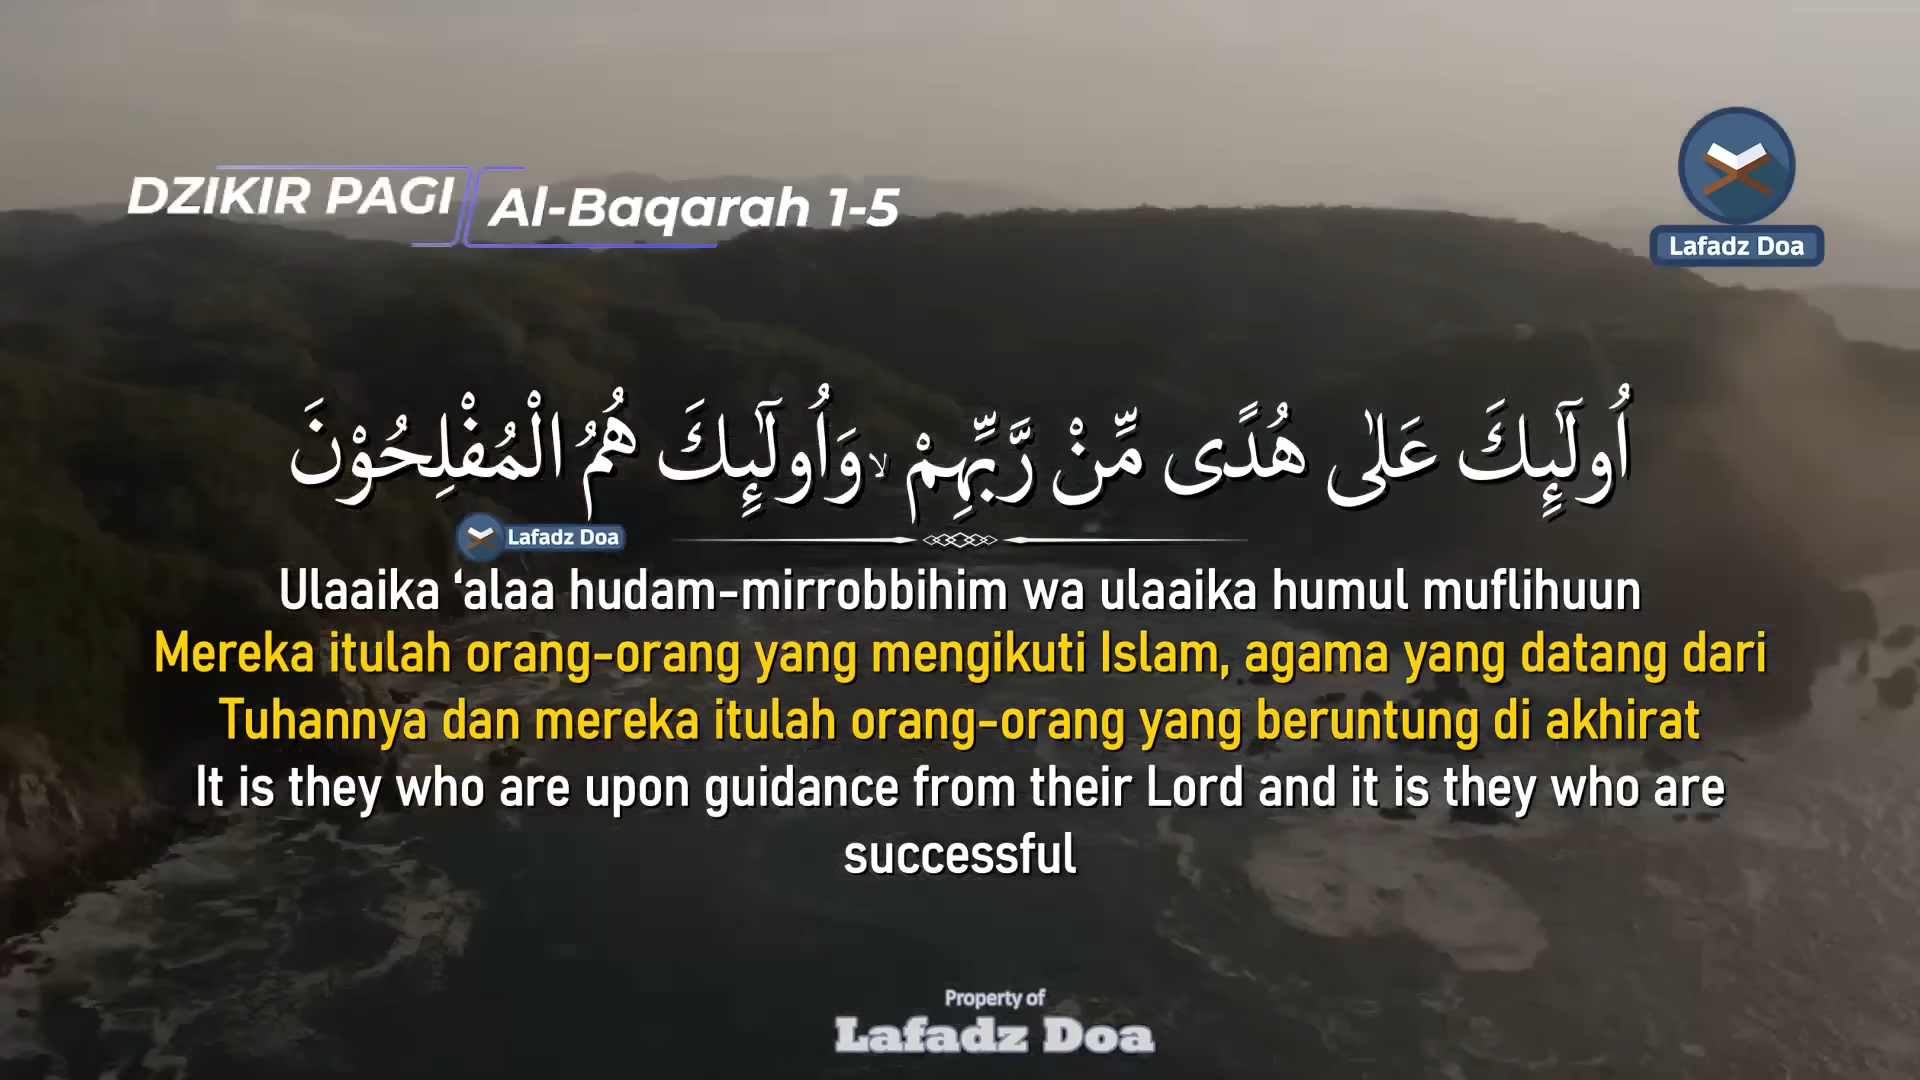 DZIKIR PAGI
Al-Baqarah 1-5
Lafadz Doa
اُولٰۤىِٕكَ عَلٰى هُدًى مِّنْ رَّبِّهِمْ ۙ وَاُولٰۤىِٕكَ هُمُ الْمُفْلِحُوْنَ
Lafadz Doa
Ulaaika ‘alaa hudam-mirrobbihim wa ulaaika humul muflihuun
Mereka itulah orang-orang yang mengikuti Islam, agama yang datang dari
Tuhannya dan mereka itulah orang-orang yang beruntung di akhirat
It is they who are upon guidance from their Lord and it is they who are
successful
Property of
Lafadz Doa